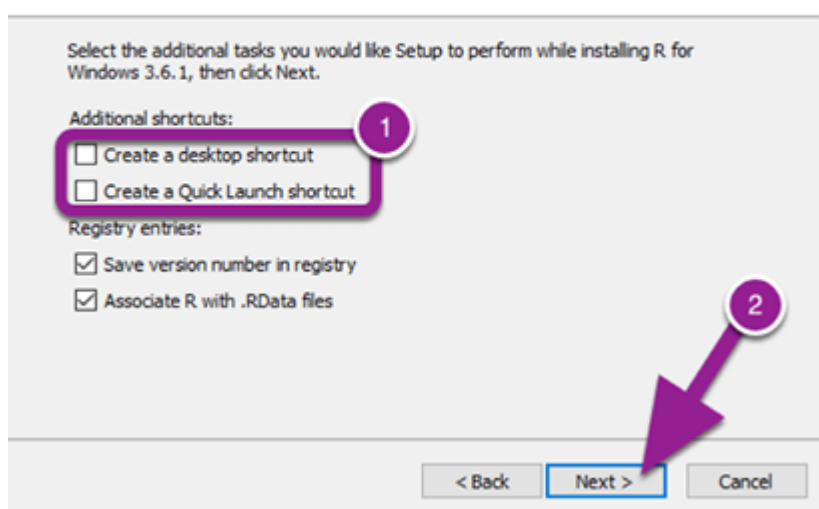 Select the additional tasks you would like Setup to perform while installing R for
Windows 3.6.1, then click Next.
Additional shortcuts:
1
Create a desktop shortcut
Create a Quick Launch shortcut
Registry entries:
Save version number in registry
Associate R with .RData files
2
< Back Next > Cancel